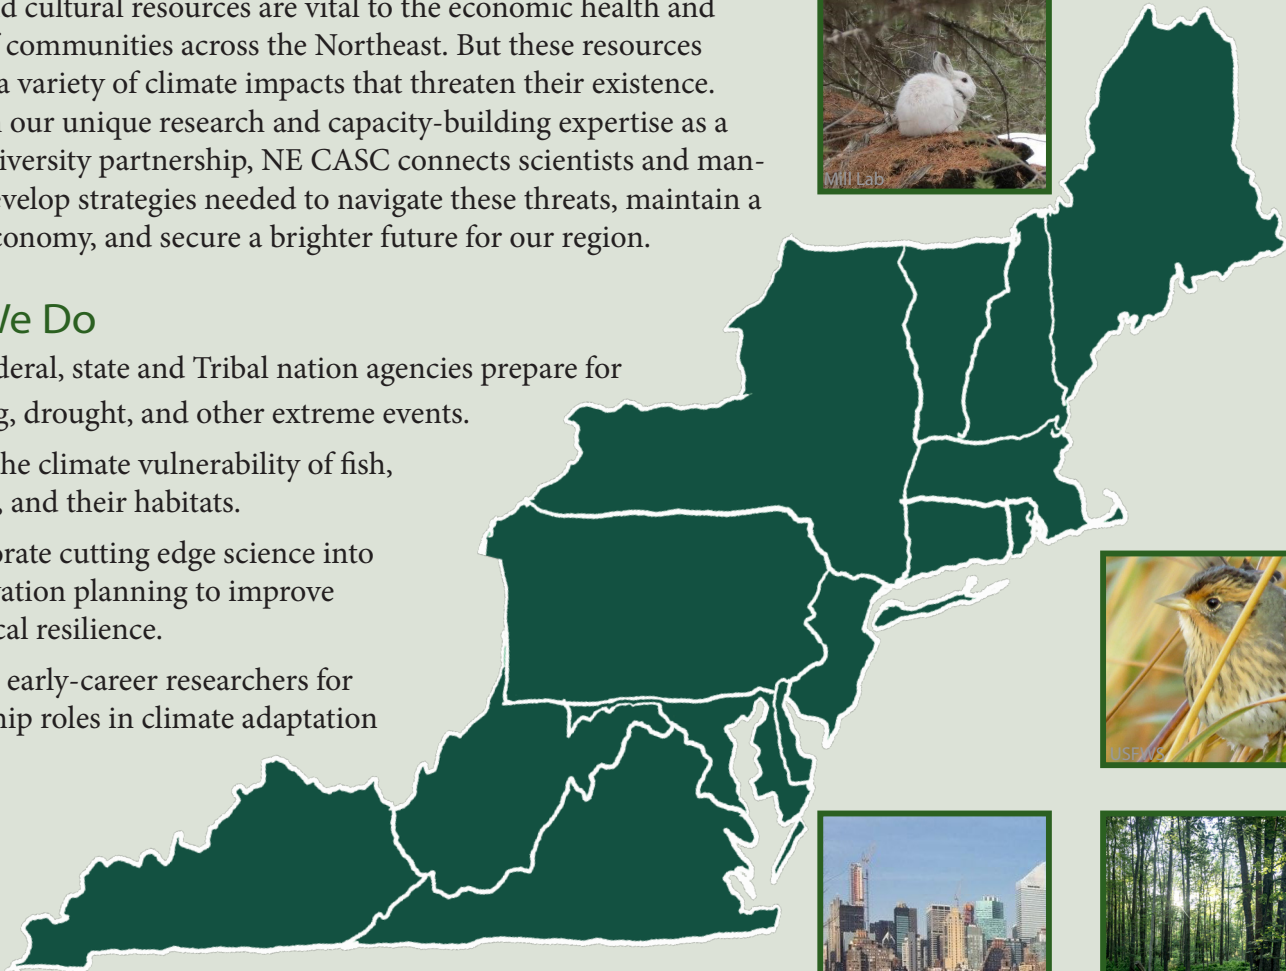 d cultural resources are vital to the economic health and
communities across the Northeast. But these resources
a variety of climate impacts that threaten their existence.
our unique research and capacity-building expertise as a
iversity partnership, NE CASC connects scientists and man-
evelop strategies needed to navigate these threats, maintain a
conomy, and secure a brighter future for our region.
We Do
deral, state and Tribal nation agencies prepare for
g, drought, and other extreme events.
he climate vulnerability of fish,
, and their habitats.
orate cutting edge science into
vation planning to improve
cal resilience.
early-career researchers for
hip roles in climate adaptation
Mill Lab
USFWS